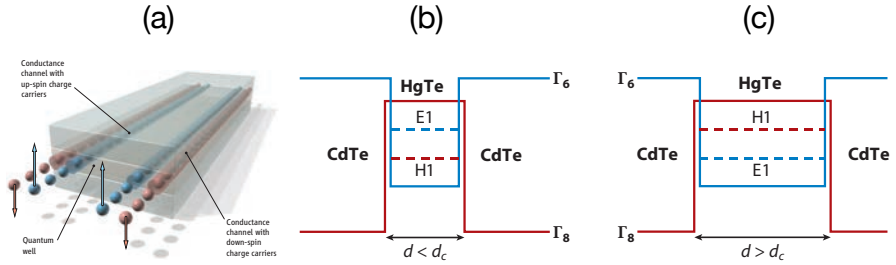 (a)
Conductance
channel with
up-spin charge
carriers
Quantum
well
Conductance
channel with
down-spin
charge carriers
(b)
Γ6
HgTe
E1
CdTe
CdTe
H1
Γ8
d < dc
(c)
Γ6
HgTe
H1
CdTe
CdTe
E1
Γ8
d > dc